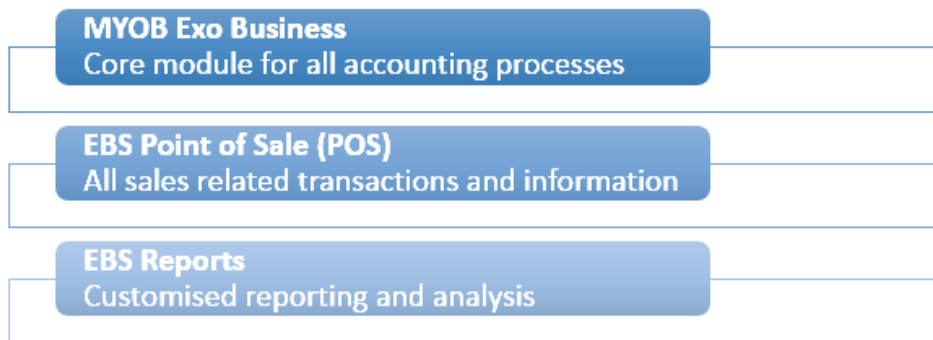 MYOB Exo Business
Core module for all accounting processes
EBS Point of Sale (POS)
All sales related transactions and information
EBS Reports
Customised reporting and analysis